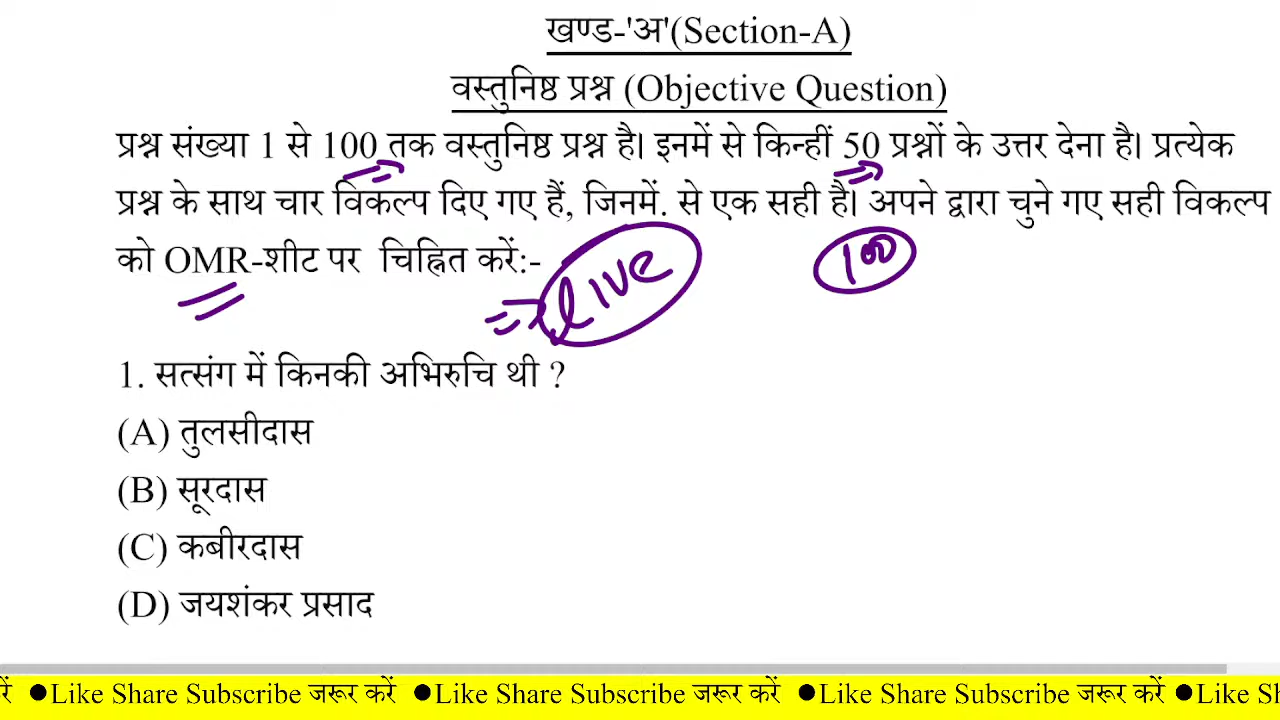 खण्ड-'अ'(Section-A)
वस्तुनिष्ठ प्रश्न (Objective Question)
प्रश्न संख्या 1 से 100 तक वस्तुनिष्ठ प्रश्न है। इनमें से किन्हीं 50 प्रश्नों के उत्तर देना है। प्रत्येक
प्रश्न के साथ चार विकल्प दिए गए हैं, जिनमें. से एक सही है। अपने द्वारा चुने गए सही विकल्प
को OMR-शीट पर चिह्नित करें:-
live
100
1. सत्संग में किनकी अभिरुचि थी ?
(A) तुलसीदास
(B) सूरदास
(C) कबीरदास
(D) जयशंकर प्रसाद
रें ●Like Share Subscribe जरूर करें ●Like Share Subscribe जरूर करें ●Like Share Subscribe जरूर करें ●Like Sh